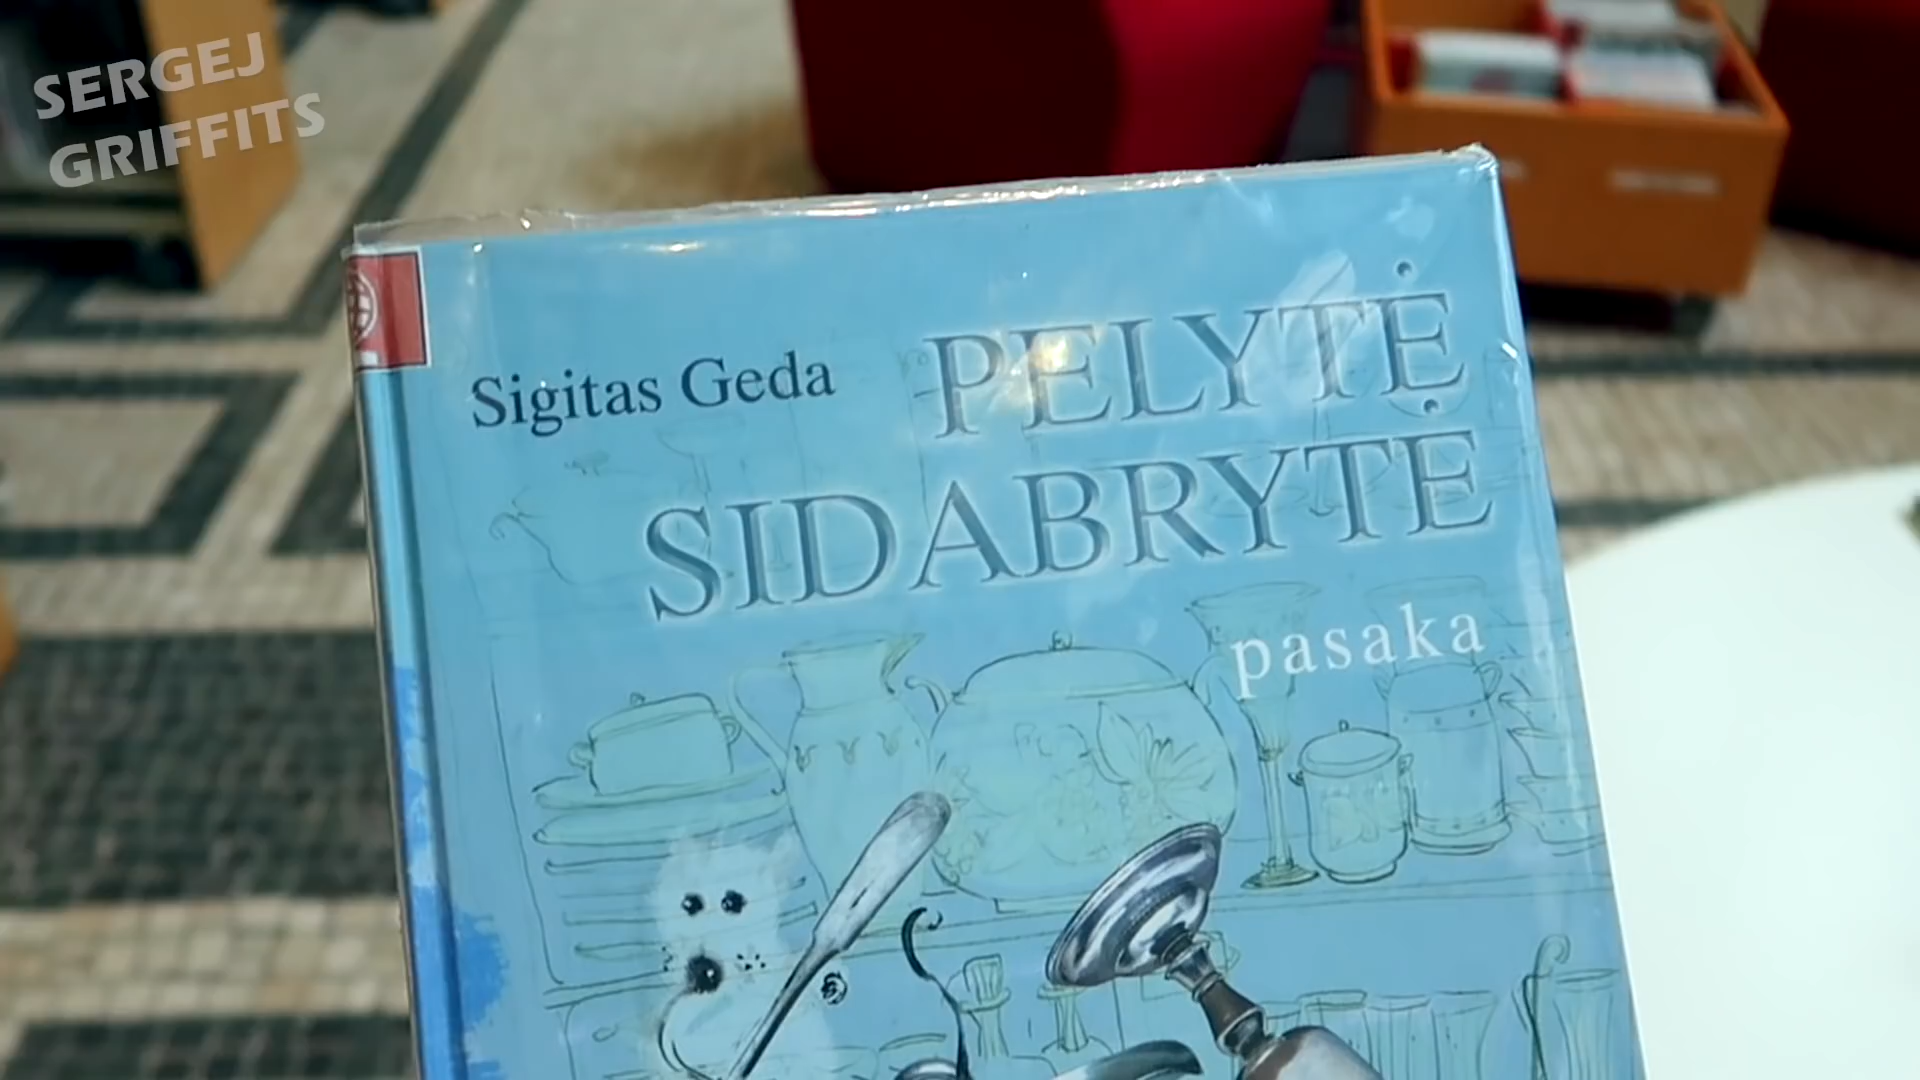 SERGEJ
GRIFFITS
Sigitas Geda
PELYTĖ
SIDABRYTĖ
pasaka